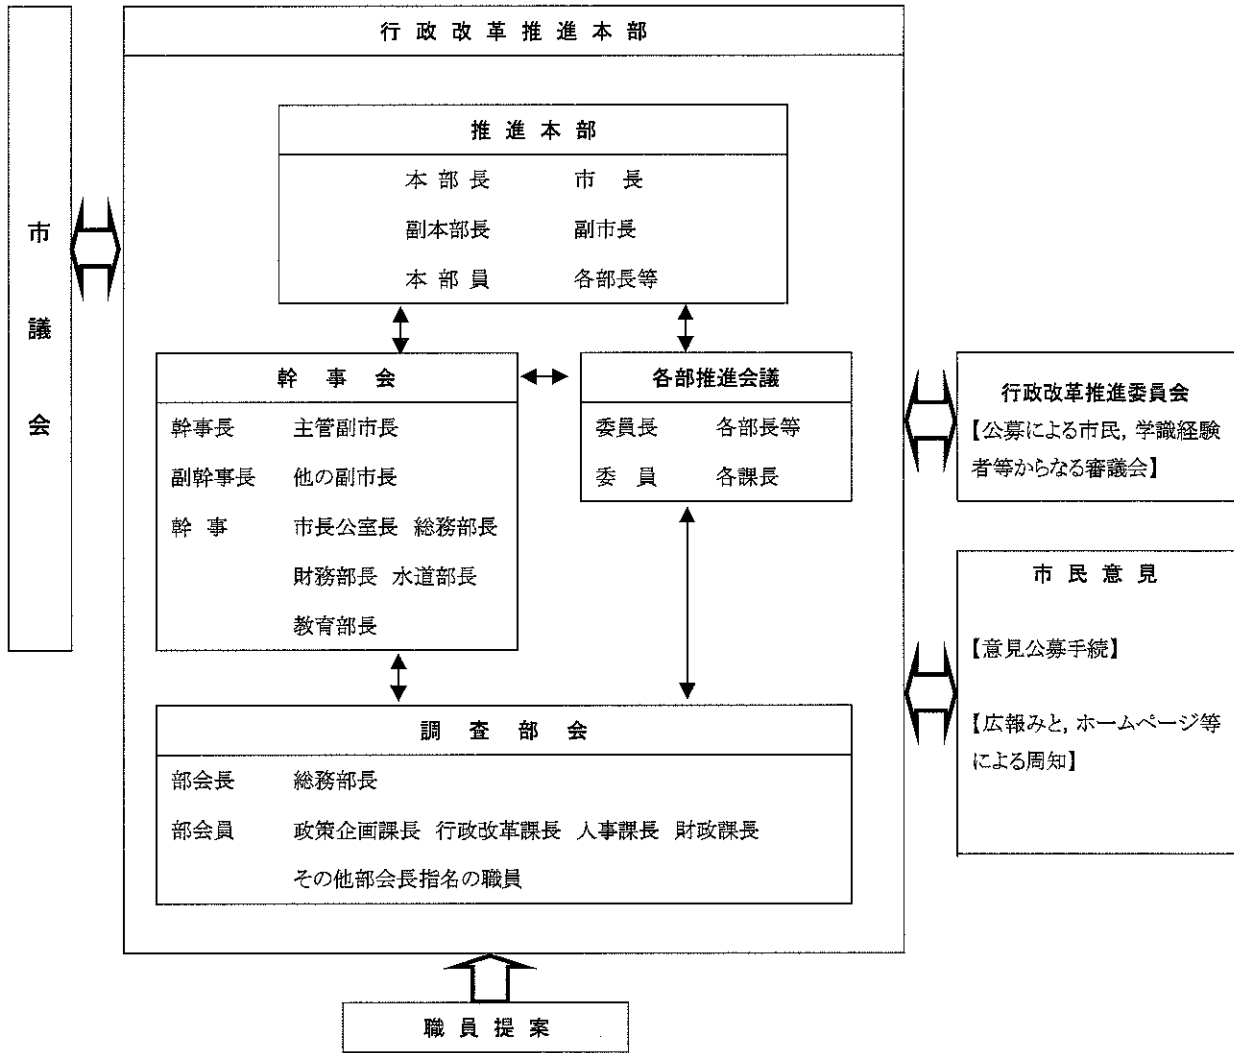 行政改革推進本部
市議会
推進本部
本部長 市長
副本部長 副市長
本部員 各部長等
幹事会
幹事長 主管副市長
副幹事長 他の副市長
幹事 市長公室長 総務部長
財務部長 水道部長
教育部長
各部推進会議
委員長 各部長等
委員 各課長
調査部会
部会長 総務部長
部会員 政策企画課長 行政改革課長 人事課長 財政課長
その他部会長指名の職員
行政改革推進委員会
【公募による市民,学識経験
者等からなる審議会】
市民意見
【意見公募手続】
【広報みと,ホームページ等
による周知】
職員提案